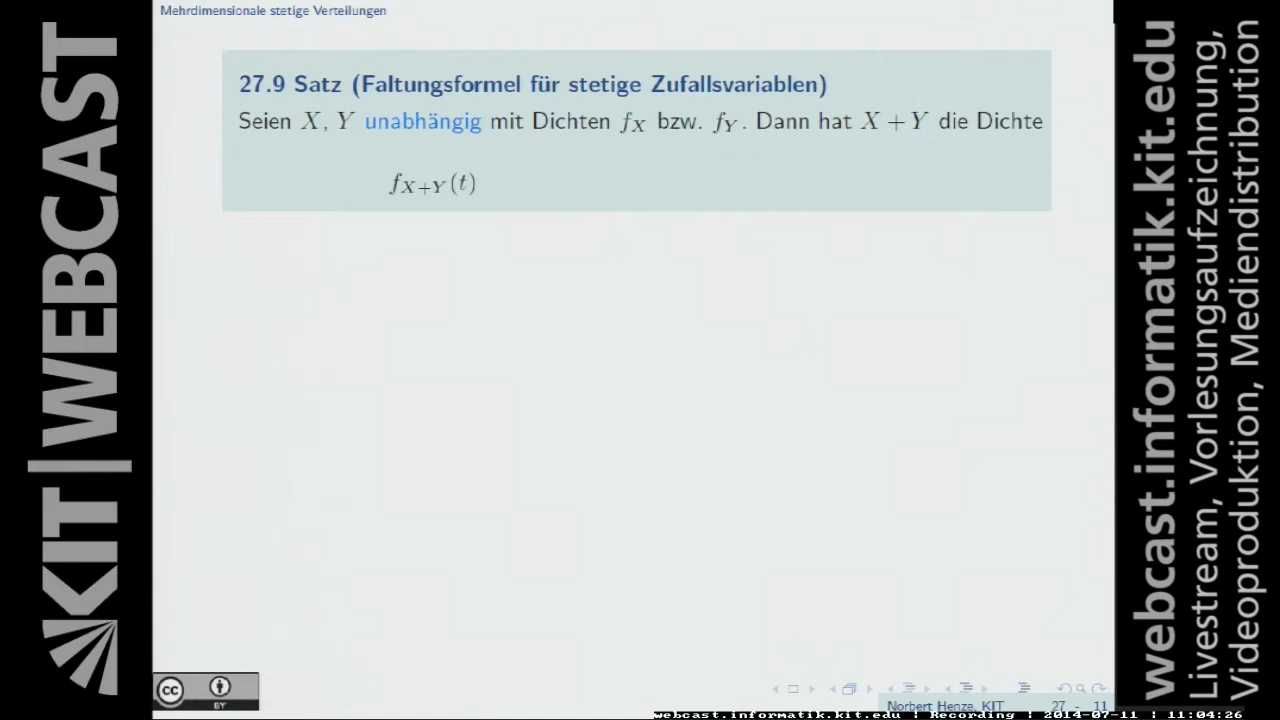 Mehrdimensionale stetige Verteilungen
27.9 Satz (Faltungsformel für stetige Zufallsvariablen)
Seien X, Y unabhängig mit Dichten f_X bzw. f_Y. Dann hat X + Y die Dichte
f_{X+Y}(t)
KIT|WEBCAST
webcast.informatik.kit.edu
Livestream, Vorlesungsaufzeichnung,
Videoproduktion, Mediendistribution
cc
BY
Norbert Henze, KIT 27 - 11
webcast.informatik.kit.edu | Recording | 2014-07-11 | 11:04:26